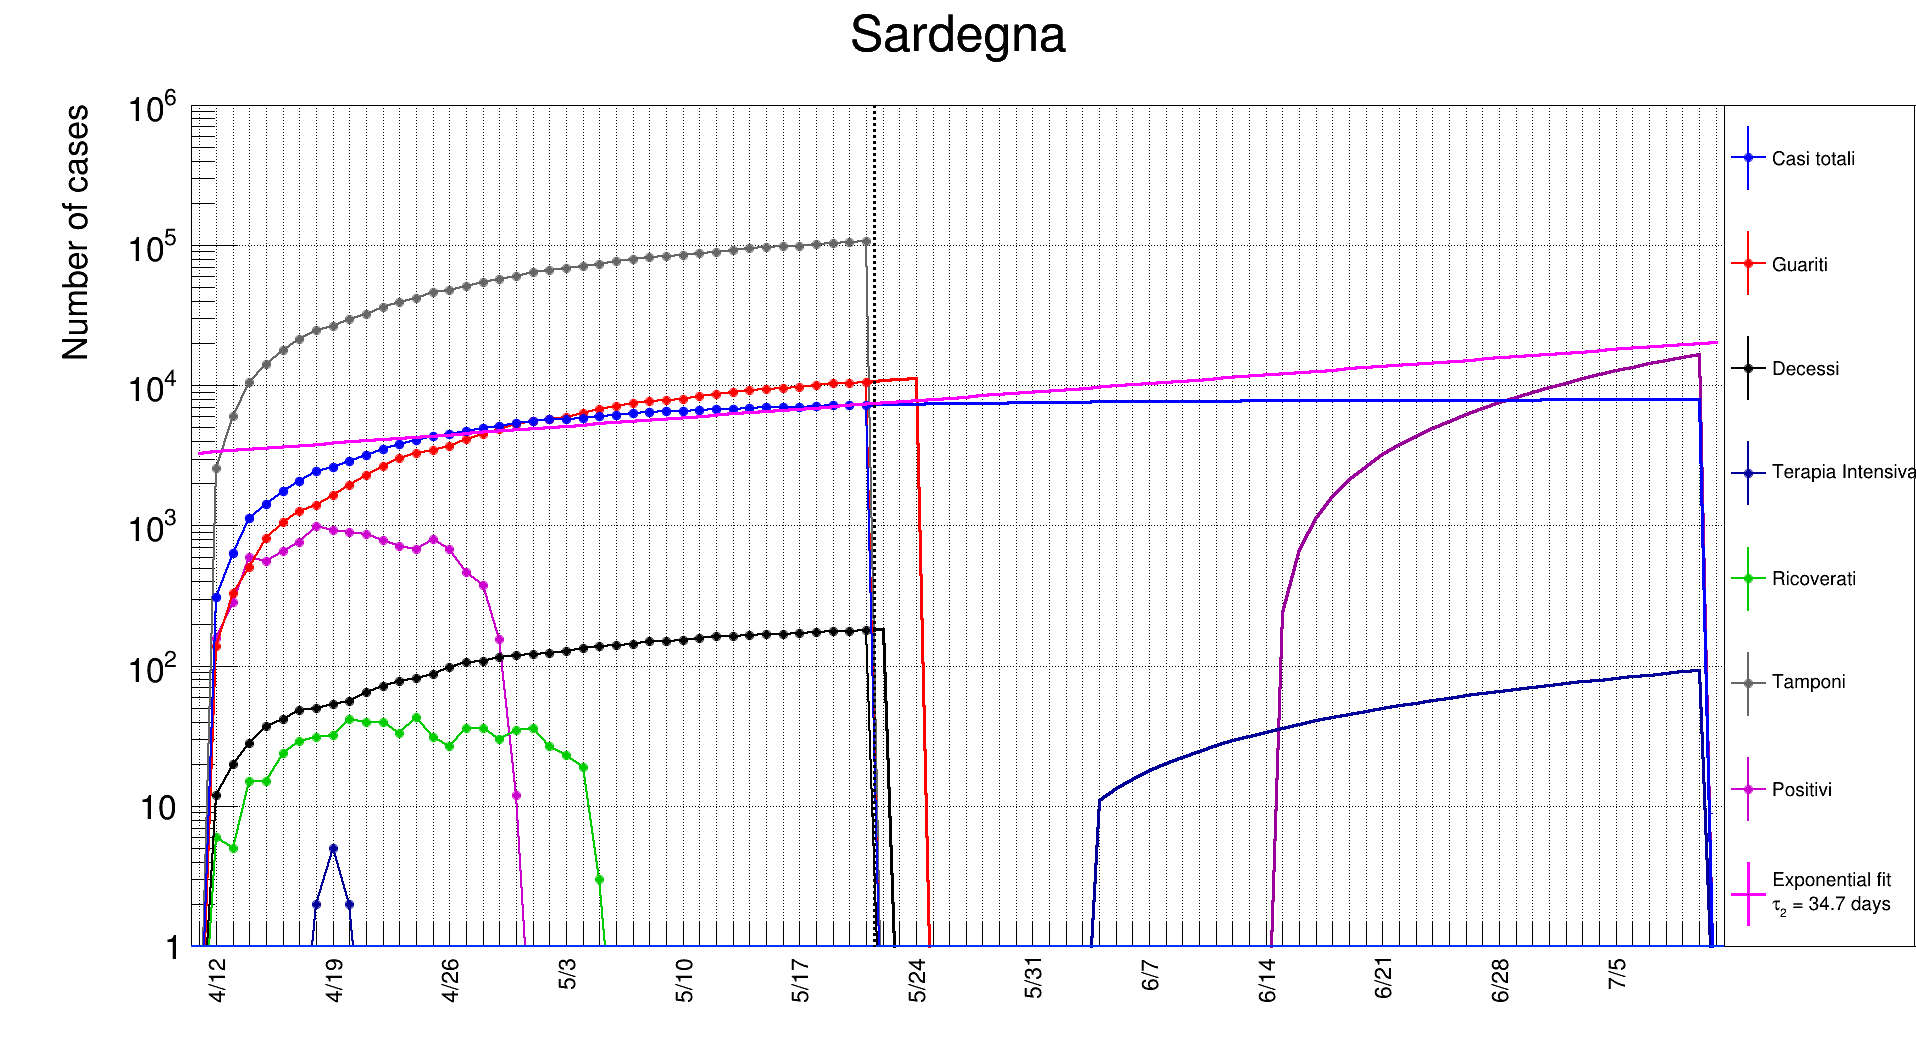 Sardegna
Number of cases
10^6
10^5
10^4
10^3
10^2
10
1
4/12
4/19
4/26
5/3
5/10
5/17
5/24
5/31
6/7
6/14
6/21
6/28
7/5
Casi totali
Guariti
Decessi
Terapia Intensiva
Ricoverati
Tamponi
Positivi
Exponential fit
τ_2 = 34.7 days